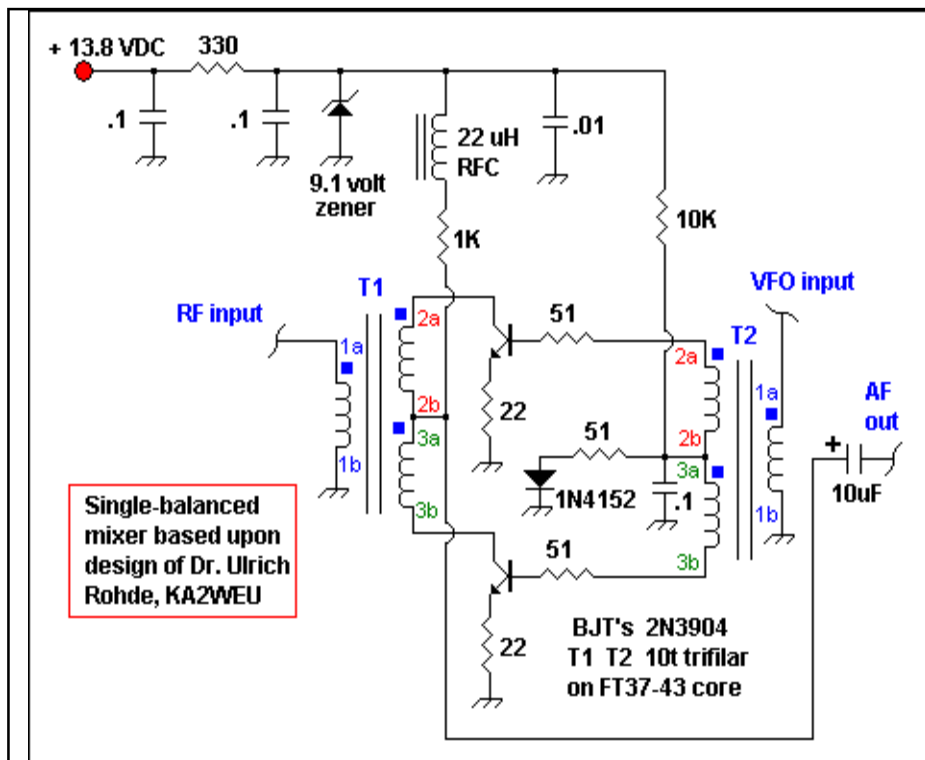 + 13.8 VDC
330
.1
.1
9.1 volt
zener
22 uH
RFC
.01
1K
10K
RF input
T1
VFO input
T2
AF
out
+
10uF
1a
1b
2a
2b
3a
3b
51
22
51
1N4152
.1
2a
2b
3a
3b
1a
1b
51
22
Single-balanced
mixer based upon
design of Dr. Ulrich
Rohde, KA2WEU
BJT's 2N3904
T1 T2 10t trifilar
on FT37-43 core